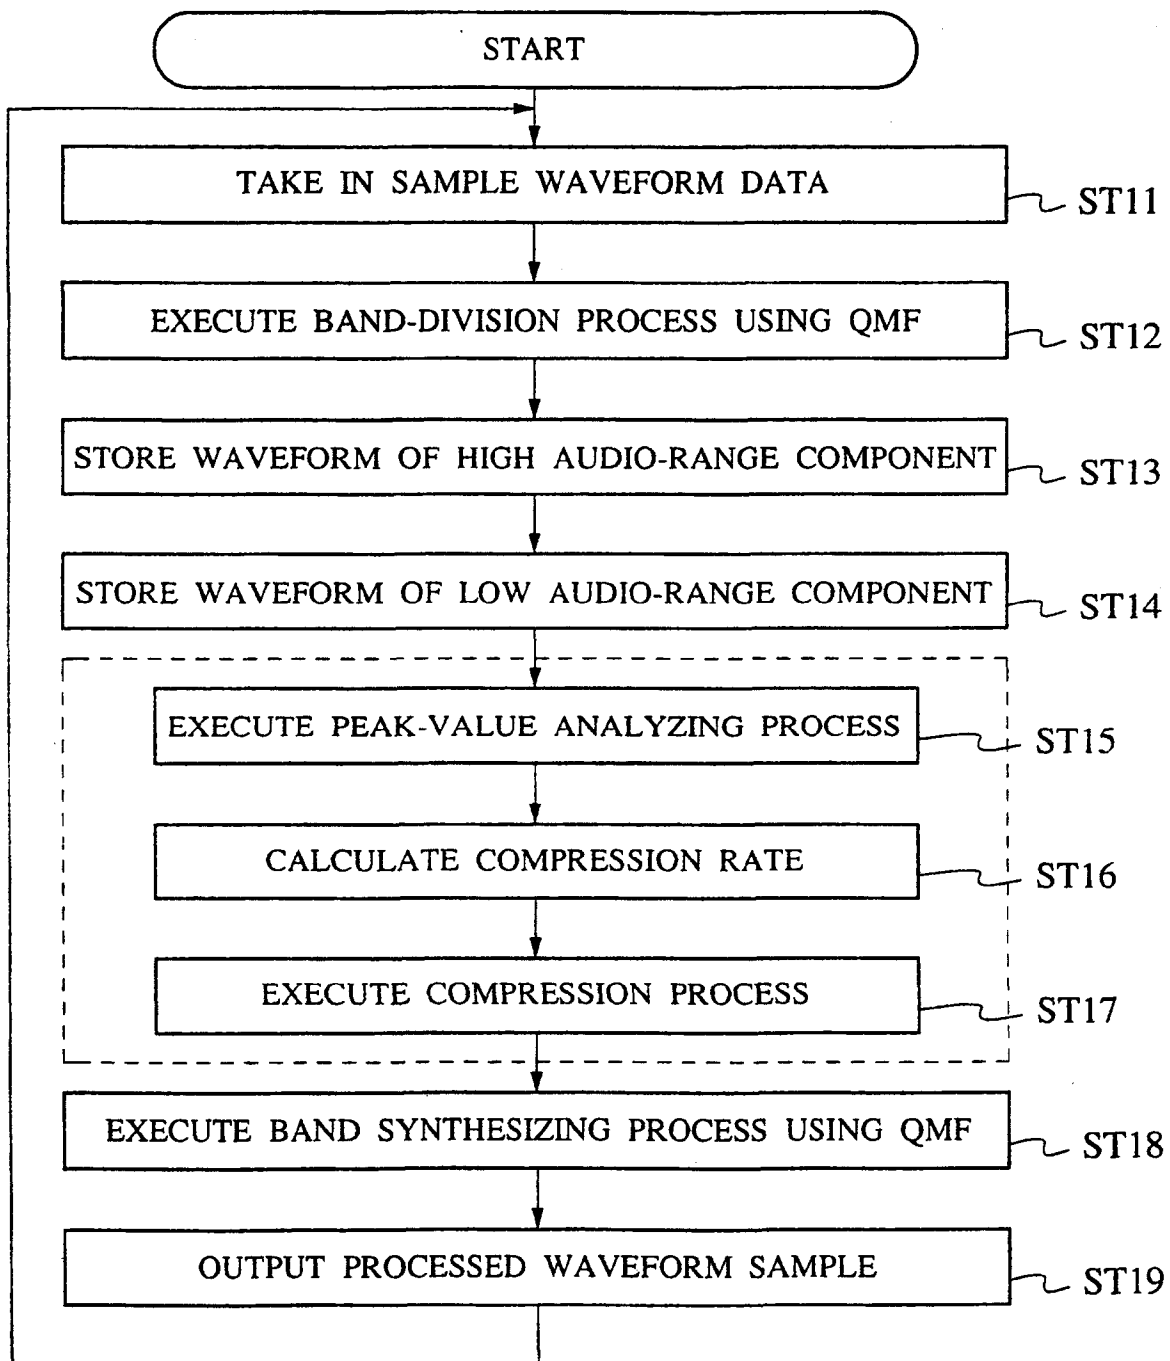 START
TAKE IN SAMPLE WAVEFORM DATA
ST11
EXECUTE BAND-DIVISION PROCESS USING QMF
ST12
STORE WAVEFORM OF HIGH AUDIO-RANGE COMPONENT
ST13
STORE WAVEFORM OF LOW AUDIO-RANGE COMPONENT
ST14
EXECUTE PEAK-VALUE ANALYZING PROCESS
ST15
CALCULATE COMPRESSION RATE
ST16
EXECUTE COMPRESSION PROCESS
ST17
EXECUTE BAND SYNTHESIZING PROCESS USING QMF
ST18
OUTPUT PROCESSED WAVEFORM SAMPLE
ST19